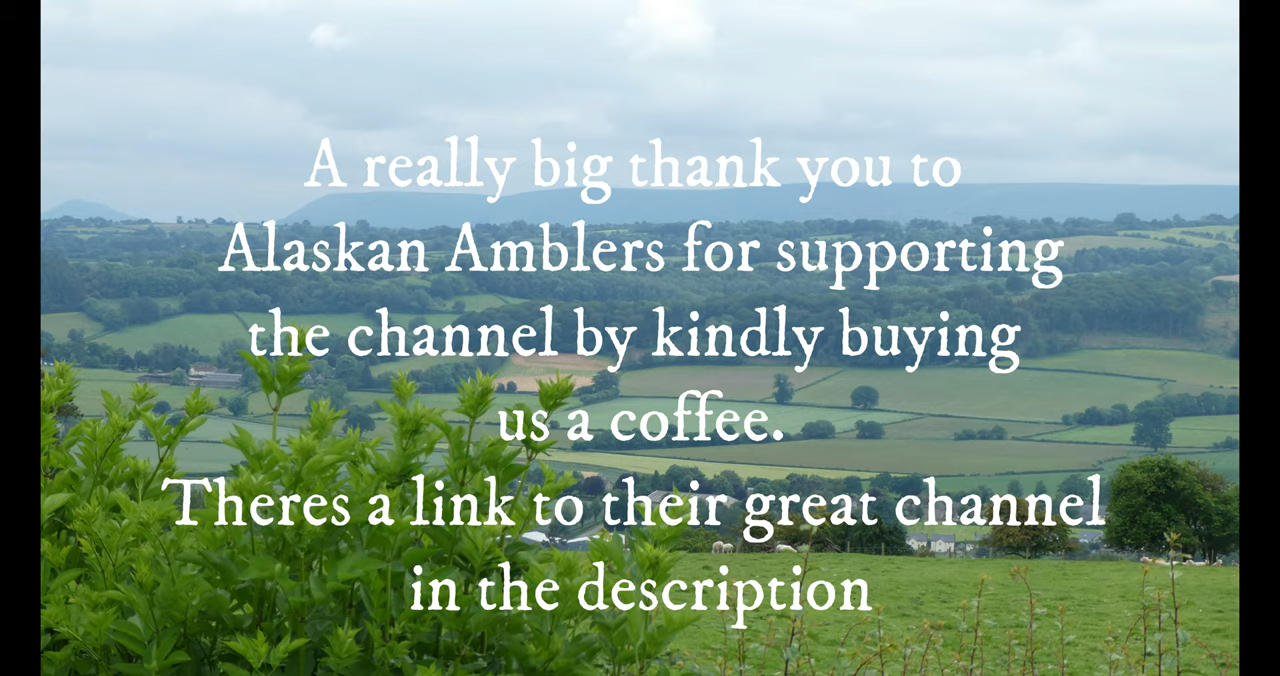 A really big thank you to
Alaskan Amblers for supporting
the channel by kindly buying
us a coffee.
Theres a link to their great channel
in the description